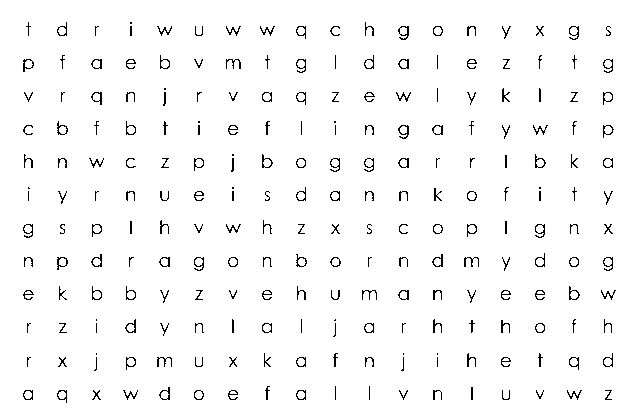 t d r i w u w w q c h g o n y x g s
p f a e b v m t g l d a l e z f t g
v r q n j r v a q z e w l y k l z p
c b f b t i e f l i n g a f y w f p
h n w c z p j b o g g a r r l b k a
i y r n u e i s d a n n k o f i t y
g s p l h v w h z x s c o p l g n x
n p d r a g o n b o r n d m y d o g
e k b b y z v e h u m a n y e e b w
r z i d y n l a l j a r h t h o f h
r x j p m u x k a f n j i h e t q d
a q x w d o e f a l l v n l u v w z